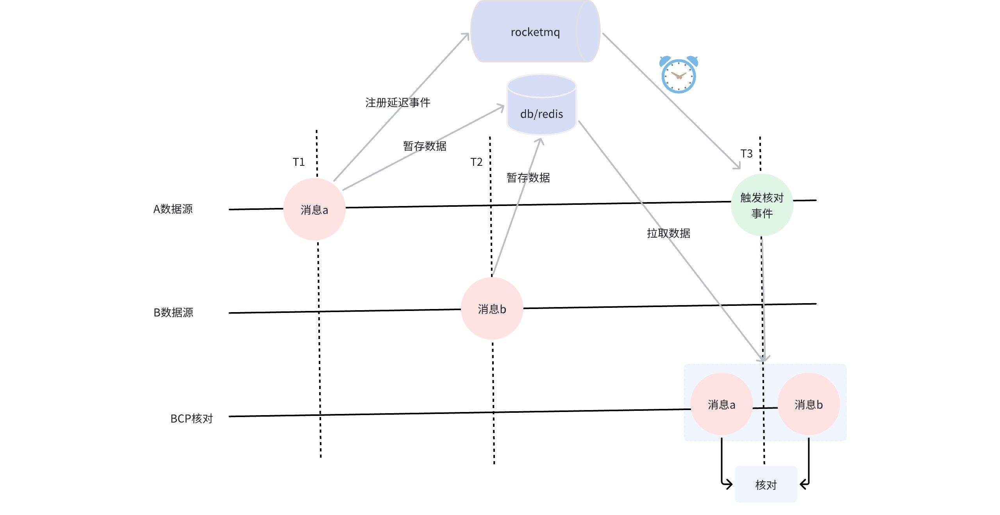 rocketmq
注册延迟事件
db/redis
暂存数据
T1
T2
T3
暂存数据
A数据源
消息a
触发核对
事件
拉取数据
B数据源
消息b
BCP核对
消息a
消息b
核对